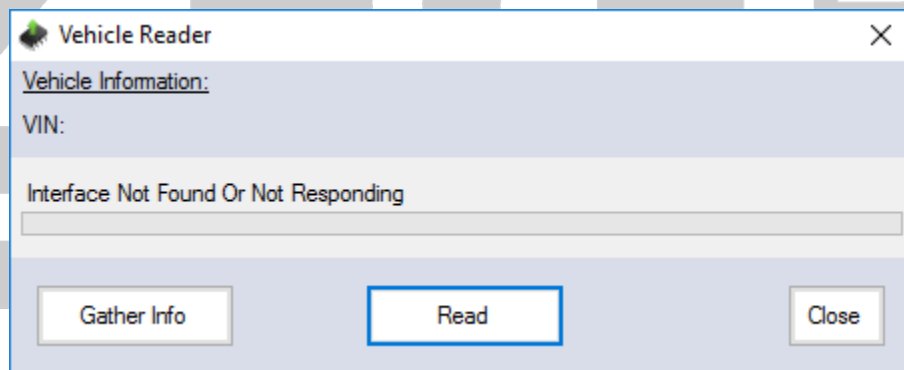 Vehicle Reader
Vehicle Information:
VIN:
Interface Not Found Or Not Responding
Gather Info Read Close